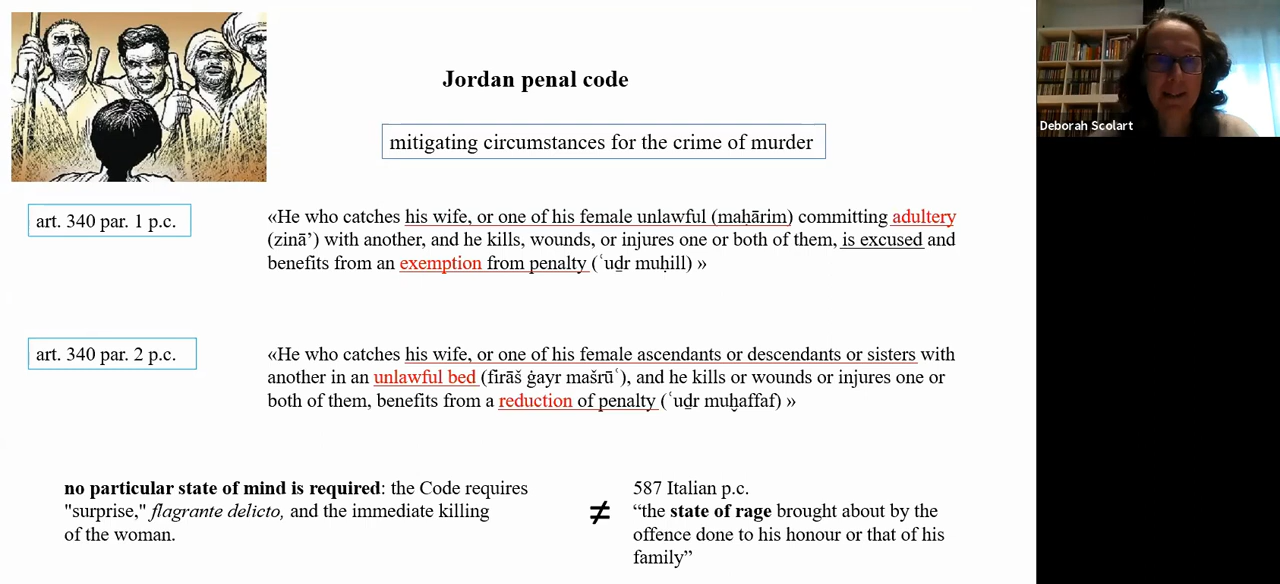 Jordan penal code
mitigating circumstances for the crime of murder
art. 340 par. 1 p.c.
«He who catches his wife, or one of his female unlawful (maḥārim) committing adultery
(zinā’) with another, and he kills, wounds, or injures one or both of them, is excused and
benefits from an exemption from penalty (ʿuḏr muḥill) »
art. 340 par. 2 p.c.
«He who catches his wife, or one of his female ascendants or descendants or sisters with
another in an unlawful bed (firāš ġayr mašrūʿ), and he kills or wounds or injures one or
both of them, benefits from a reduction of penalty (ʿuḏr muḫaffaf) »
no particular state of mind is required: the Code requires
"surprise," flagrante delicto, and the immediate killing
of the woman.
≠
587 Italian p.c.
“the state of rage brought about by the
offence done to his honour or that of his
family”
Deborah Scolart